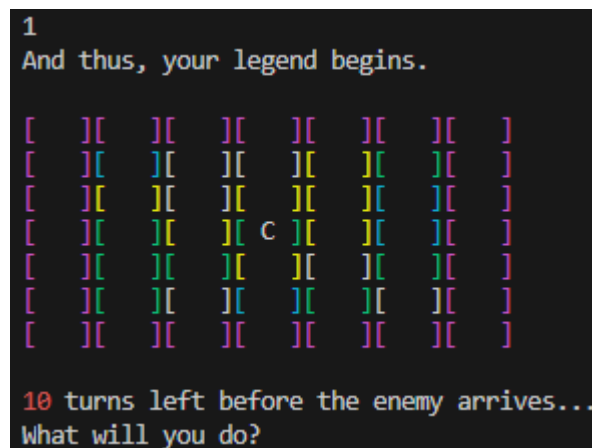 1
And thus, your legend begins.
[   ][   ][   ][   ][   ][   ][   ]
[   ][   ][   ][   ][   ][   ][   ]
[   ][   ][   ][   ][   ][   ][   ]
[   ][   ][   ][ C ][   ][   ][   ]
[   ][   ][   ][   ][   ][   ][   ]
[   ][   ][   ][   ][   ][   ][   ]
[   ][   ][   ][   ][   ][   ][   ]
10 turns left before the enemy arrives...
What will you do?